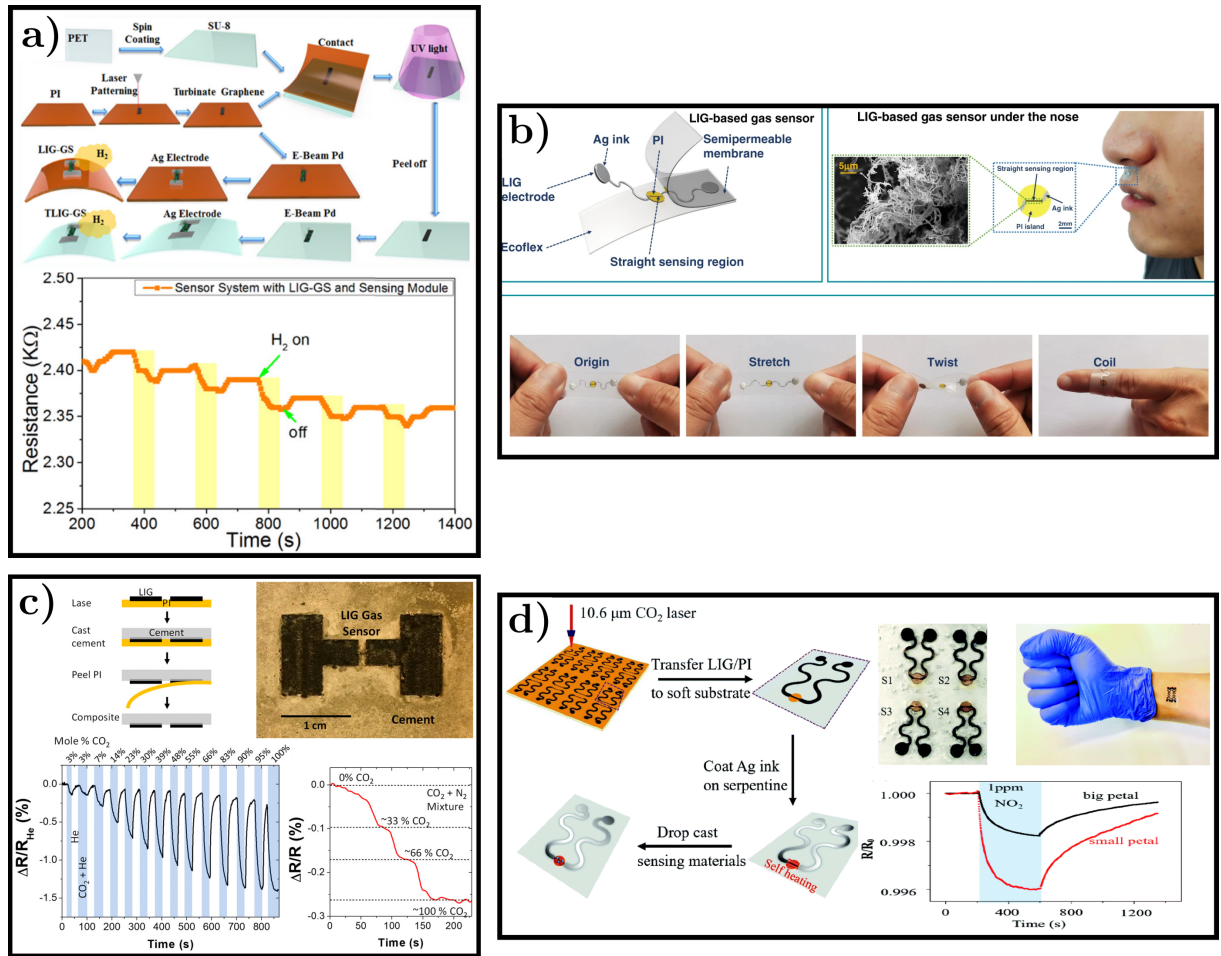 a)
PET
Spin
Coating
SU-8
Contact
UV light
Laser
Patterning
PI
Turbinate Graphene
LIG-GS
H2
Ag Electrode
E-Beam Pd
Peel off
TLIG-GS
H2
Ag Electrode
E-Beam Pd
Sensor System with LIG-GS and Sensing Module
Resistance (KΩ)
2.50
2.45
2.40
2.35
2.30
2.25
H2 on
off
200
400
600
800
1000
1200
1400
Time (s)
b)
LIG-based gas sensor
Ag ink
PI
Semipermeable
membrane
LIG
electrode
Ecoflex
Straight sensing region
LIG-based gas sensor under the nose
5μm
Straight sensing region
Ag ink
PI island
2mm
Origin
Stretch
Twist
Coil
c)
Lase
LIG
PI
Cast
cement
Cement
Peel PI
Composite
LIG Gas
Sensor
1 cm
Cement
Mole % CO2
3%
3%
7%
14%
23%
30%
39%
48%
55%
66%
83%
90%
95%
100%
ΔR/RHe (%)
0.0
-0.5
-1.0
-1.5
He
CO2 + He
0 100 200 300 400 500 600 700 800
Time (s)
ΔR/R (%)
0.0
-0.1
-0.2
-0.3
0% CO2
CO2 + N2
Mixture
~33 % CO2
~66 % CO2
~100 % CO2
0
100
200
Time (s)
d)
10.6 μm CO2 laser
Transfer LIG/PI
to soft substrate
Coat Ag ink
on serpentine
Drop cast
sensing materials
Self heating
S1
S2
S3
S4
R/R0
1.000
0.998
0.996
1ppm
NO2
big petal
small petal
0
400
800
1200
Time (s)